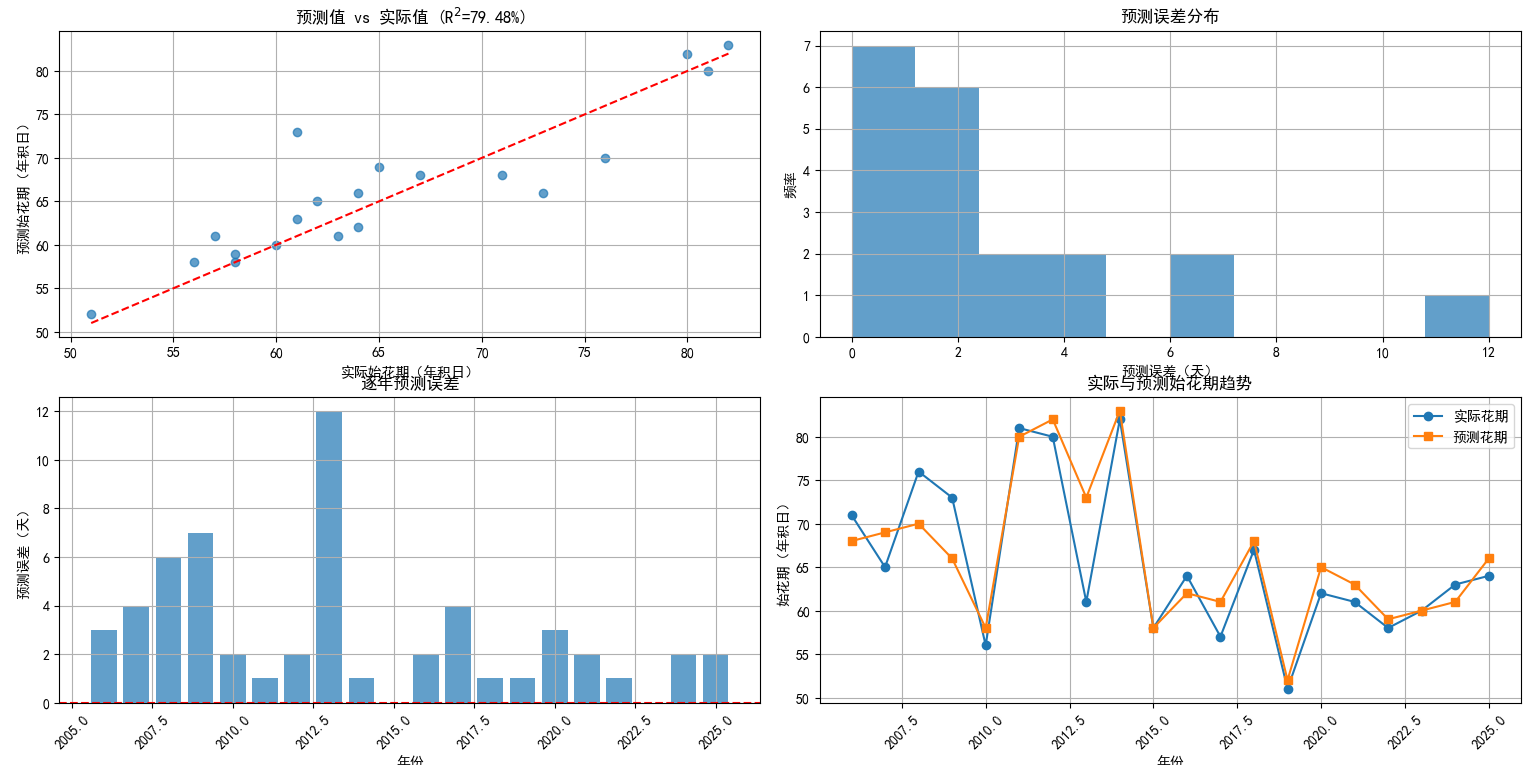 预测值 vs 实际值 (R²=79.48%)
80
75
70
65
60
55
50
预测始花期（年积日）
50 55 60 65 70 75 80
实际始花期（年积日）
预测误差分布
7
6
5
4
3
2
1
0
频率
0 2 4 6 8 10 12
预测误差（天）
逐年预测误差
12
10
8
6
4
2
0
预测误差（天）
2005.0 2007.5 2010.0 2012.5 2015.0 2017.5 2020.0 2022.5 2025.0
年份
实际与预测始花期趋势
实际花期
预测花期
80
75
70
65
60
55
50
始花期（年积日）
2007.5 2010.0 2012.5 2015.0 2017.5 2020.0 2022.5 2025.0
年份